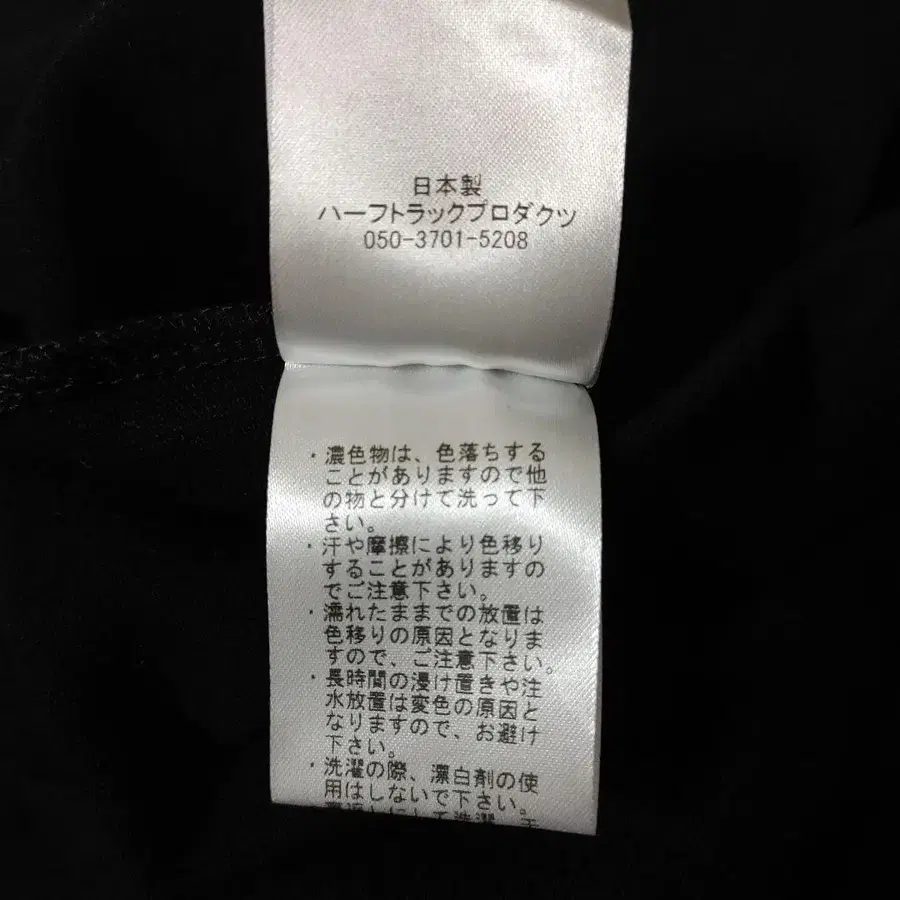 日本製
ハーフトラックプロダクツ
050-3701-5208
・濃色物は、色落ちする
ことがありますので他
の物と分けて洗って下
さい。
・汗や摩擦により色移り
することがありますの
でご注意下さい。
・濡れたままでの放置は
色移りの原因となりま
すので、ご注意下さい。
・長時間の浸け置きや注
水放置は変色の原因と
なりますので、お避け
下さい。
・洗濯の際、漂白剤の使
用はしないで下さい。